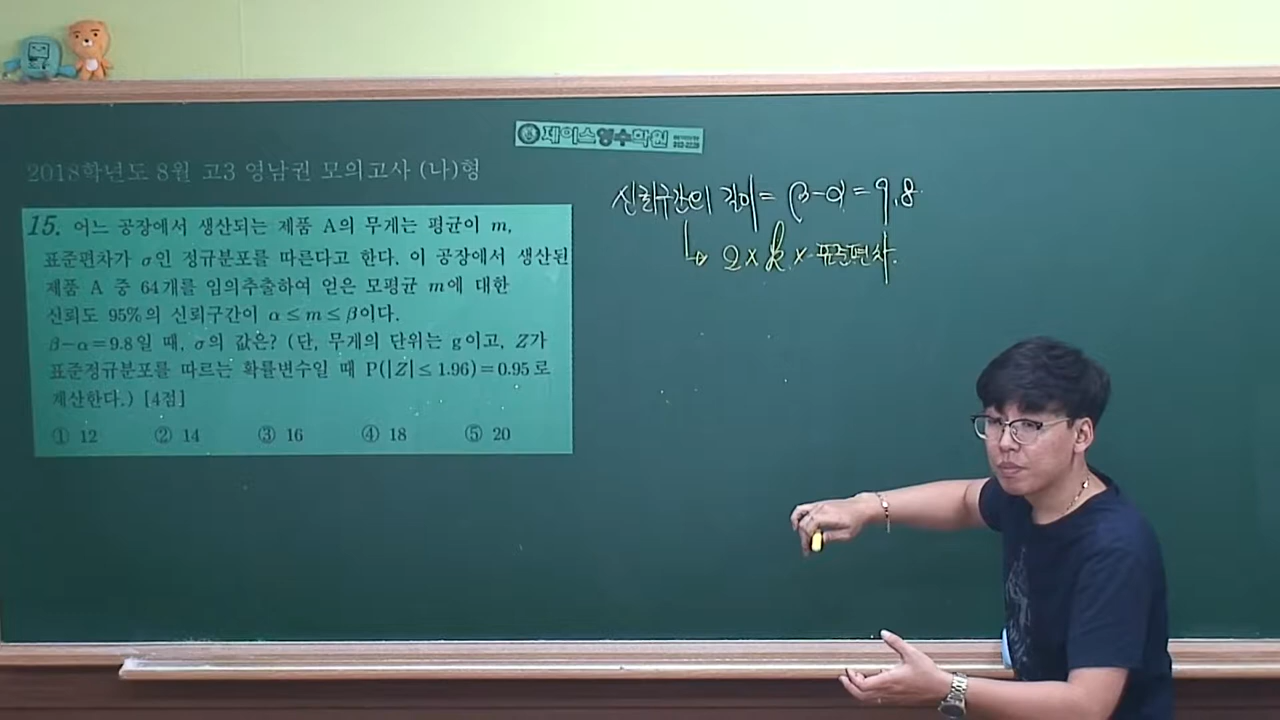 제이스영수학원
2018학년도 8월 고3 영남권 모의고사 (나)형
15. 어느 공장에서 생산되는 제품 A의 무게는 평균이 m,
표준편차가 σ인 정규분포를 따른다고 한다. 이 공장에서 생산된
제품 A 중 64개를 임의추출하여 얻은 모평균 m에 대한
신뢰도 95%의 신뢰구간이 α≤m≤β이다.
β-α=9.8일 때, σ의 값은? (단, 무게의 단위는 g이고, Z가
표준정규분포를 따르는 확률변수일 때 P(|Z|≤1.96)=0.95로
계산한다.) [4점]
① 12 ② 14 ③ 16 ④ 18 ⑤ 20
신뢰구간의 길이 = β-α = 9.8
↳ 2×k×표준편차.